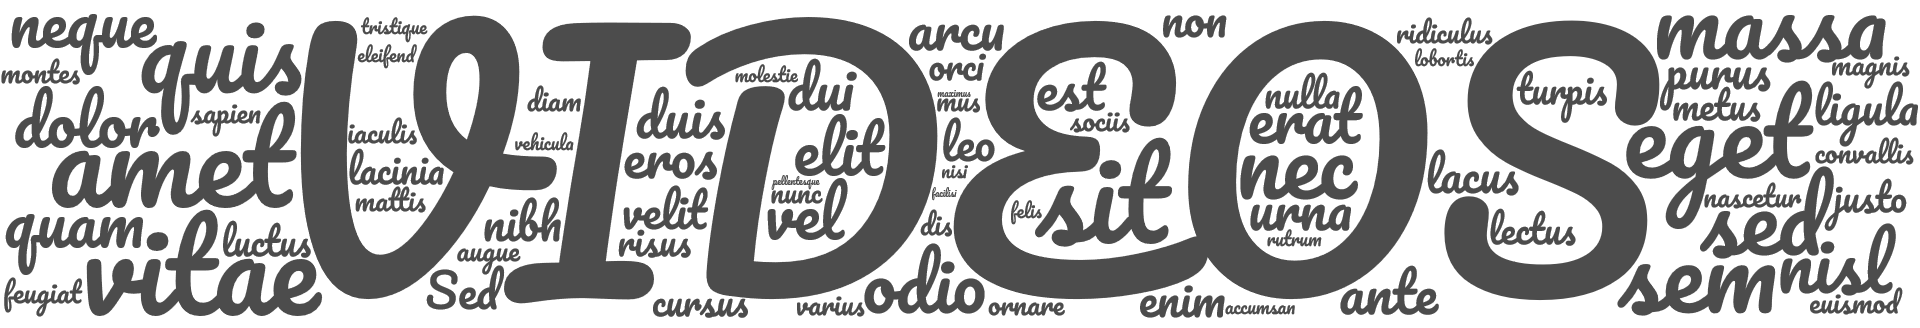 VIDEOS
neque
quis
montes
dolor
sapien
amet
quam
luctus
vitae
feugiat
tristique
eleifend
iaculis
lacinia
mattis
nibh
augue
Sed
diam
vehicula
duis
eros
velit
risus
cursus
molestie
dui
elit
pellentesque
nunc
vel
varius
odio
ornare
arcu
orci
maximus
mus
leo
nisi
facilisi
dis
est
sociis
felis
sit
non
enim
accumsan
nulla
erat
nec
urna
rutrum
ante
ridiculus
lobortis
lacus
turpis
lectus
massa
magnis
purus
metus
ligula
eget
convallis
nascetur
justo
sed
sem
nisl
euismod